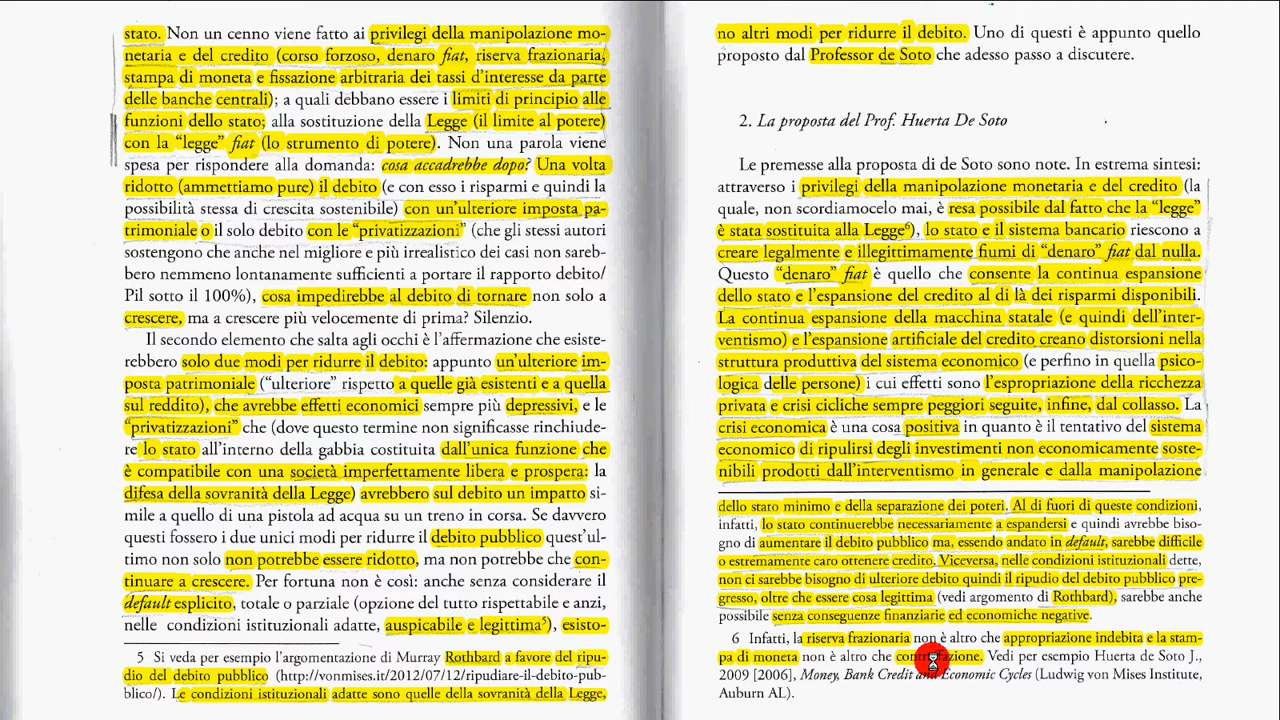 stato. Non un cenno viene fatto ai privilegi della manipolazione mo-
netaria e del credito (corso forzoso, denaro fiat, riserva frazionaria,
stampa di moneta e fissazione arbitraria dei tassi d'interesse da parte
delle banche centrali); a quali debbano essere i limiti di principio alle
funzioni dello stato; alla sostituzione della Legge (il limite al potere)
con la "legge" fiat (lo strumento di potere). Non una parola viene
spesa per rispondere alla domanda: cosa accadrebbe dopo? Una volta
ridotto (ammettiamo pure) il debito (e con esso i risparmi e quindi la
possibilità stessa di crescita sostenibile) con un'ulteriore imposta pa-
trimoniale o il solo debito con le "privatizzazioni" (che gli stessi autori
sostengono che anche nel migliore e più irrealistico dei casi non sareb-
bero nemmeno lontanamente sufficienti a portare il rapporto debito/
Pil sotto il 100%), cosa impedirebbe al debito di tornare non solo a
crescere, ma a crescere più velocemente di prima? Silenzio.
Il secondo elemento che salta agli occhi è l'affermazione che esiste-
rebbero solo due modi per ridurre il debito: appunto un'ulteriore im-
posta patrimoniale ("ulteriore" rispetto a quelle già esistenti e a quella
sul reddito), che avrebbe effetti economici sempre più depressivi, e le
"privatizzazioni" che (dove questo termine non significasse rinchiude-
re lo stato all'interno della gabbia costituita dall'unica funzione che
è compatibile con una società imperfettamente libera e prospera: la
difesa della sovranità della Legge) avrebbero sul debito un impatto si-
mile a quello di una pistola ad acqua su un treno in corsa. Se davvero
questi fossero i due unici modi per ridurre il debito pubblico quest'ul-
timo non solo non potrebbe essere ridotto, ma non potrebbe che con-
tinuare a crescere. Per fortuna non è così: anche senza considerare il
default esplicito, totale o parziale (opzione del tutto rispettabile e anzi,
nelle condizioni istituzionali adatte, auspicabile e legittima5), esisto-
5 Si veda per esempio l'argomentazione di Murray Rothbard a favore del ripu-
dio del debito pubblico (http://vonmises.it/2012/07/12/ripudiare-il-debito-pub-
blico/). Le condizioni istituzionali adatte sono quelle della sovranità della Legge,
no altri modi per ridurre il debito. Uno di questi è appunto quello
proposto dal Professor de Soto che adesso passo a discutere.
2. La proposta del Prof. Huerta De Soto
Le premesse alla proposta di de Soto sono note. In estrema sintesi:
attraverso i privilegi della manipolazione monetaria e del credito (la
quale, non scordiamocelo mai, è resa possibile dal fatto che la "legge"
è stata sostituita alla Legge6), lo stato e il sistema bancario riescono a
creare legalmente e illegittimamente fiumi di "denaro" fiat dal nulla.
Questo "denaro" fiat è quello che consente la continua espansione
dello stato e l'espansione del credito al di là dei risparmi disponibili.
La continua espansione della macchina statale (e quindi dell'inter-
ventismo) e l'espansione artificiale del credito creano distorsioni nella
struttura produttiva del sistema economico (e perfino in quella psico-
logica delle persone) i cui effetti sono l'espropriazione della ricchezza
privata e crisi cicliche sempre peggiori seguite, infine, dal collasso. La
crisi economica è una cosa positiva in quanto è il tentativo del sistema
economico di ripulirsi degli investimenti non economicamente soste-
nibili prodotti dall'interventismo in generale e dalla manipolazione
dello stato minimo e della separazione dei poteri. Al di fuori di queste condizioni,
infatti, lo stato continuerebbe necessariamente a espandersi e quindi avrebbe biso-
gno di aumentare il debito pubblico ma, essendo andato in default, sarebbe difficile
o estremamente caro ottenere credito. Viceversa, nelle condizioni istituzionali dette,
non ci sarebbe bisogno di ulteriore debito quindi il ripudio del debito pubblico pre-
gresso, oltre che essere cosa legittima (vedi argomento di Rothbard), sarebbe anche
possibile senza conseguenze finanziarie ed economiche negative.
6 Infatti, la riserva frazionaria non è altro che appropriazione indebita e la stam-
pa di moneta non è altro che contraffazione. Vedi per esempio Huerta de Soto J.,
2009 [2006], Money, Bank Credit and Economic Cycles (Ludwig von Mises Institute,
Auburn AL).